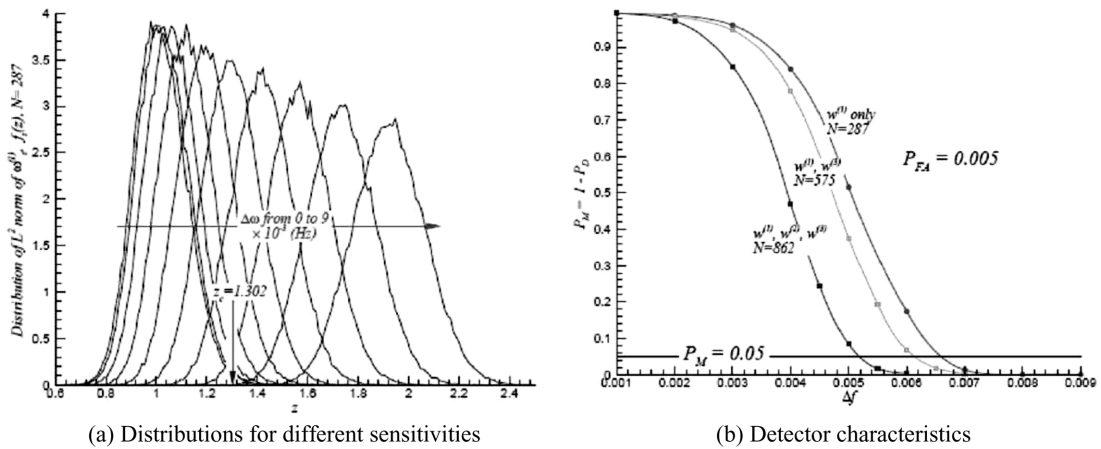 Distribution of L² norm of ω⁽ⁱ⁾ₑ, fᵢ(z), N= 287
4
3.5
3
2.5
2
1.5
1
0.5
0
0.6 0.8 1 1.2 1.4 1.6 1.8 2 2.2 2.4
z
Δω from 0 to 9
×10⁻³ (Hz)
z_c=1.302
(a) Distributions for different sensitivities
P_M = 1 - P_D
0.9
0.8
0.7
0.6
0.5
0.4
0.3
0.2
0.1
0
0.001 0.002 0.003 0.004 0.005 0.006 0.007 0.008 0.009
Δf
w⁽¹⁾ only
N=287
w⁽¹⁾, w⁽³⁾
N=575
w⁽¹⁾, w⁽²⁾, w⁽³⁾
N=862
P_FA = 0.005
P_M = 0.05
(b) Detector characteristics